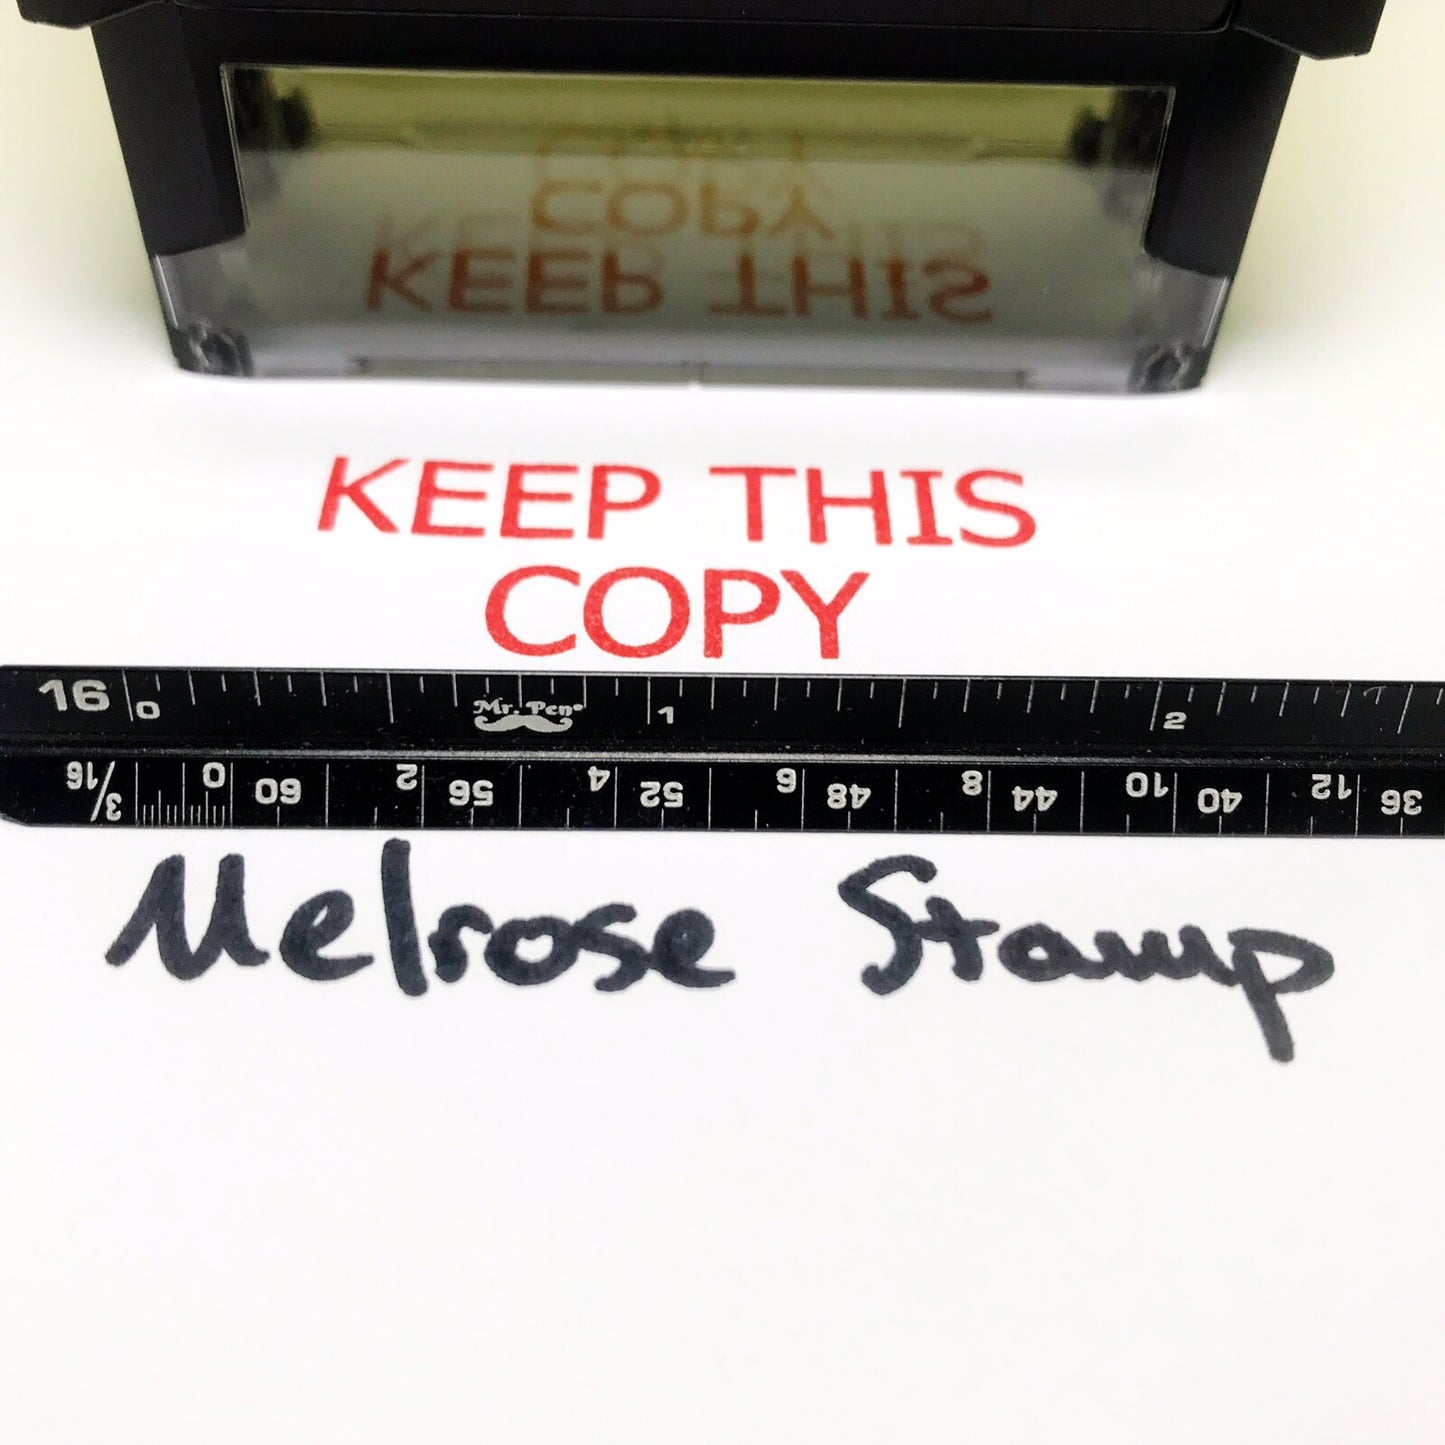 KEEP THIS
COPY
16 0 1 2
Mr. Pen®
3/16 0 60 2 56 4 52 6 48 8 44 10 40 12 36
Melrose Stamp